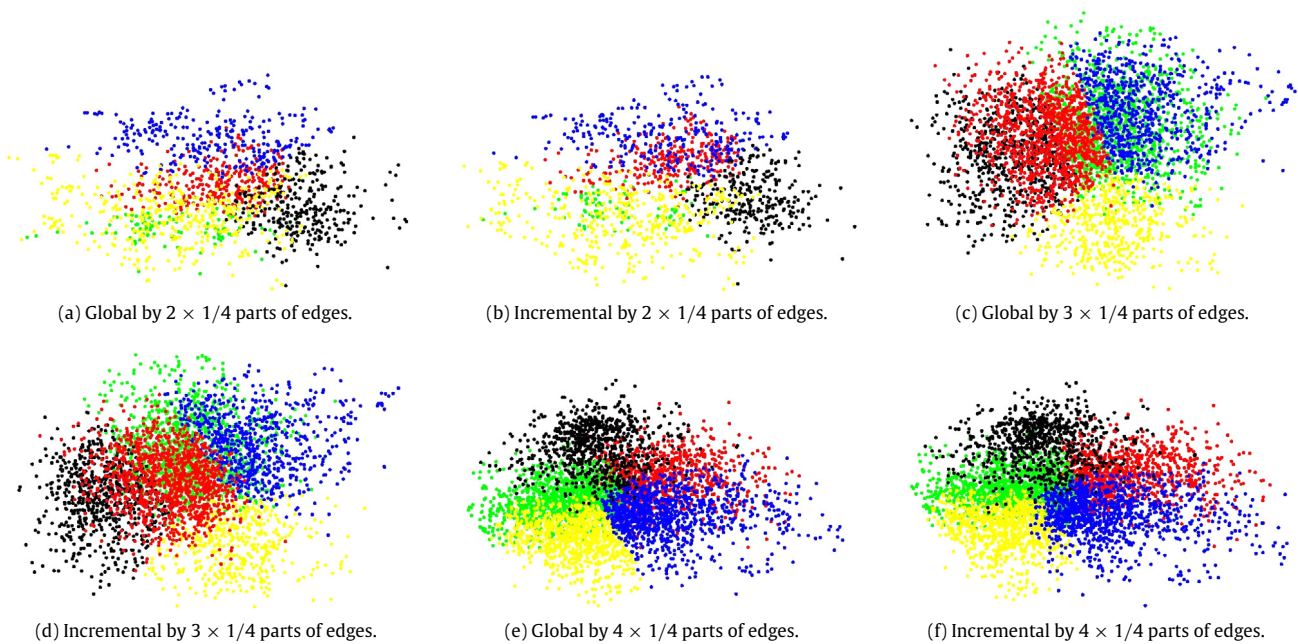 (a) Global by 2 × 1/4 parts of edges.
(b) Incremental by 2 × 1/4 parts of edges.
(c) Global by 3 × 1/4 parts of edges.
(d) Incremental by 3 × 1/4 parts of edges.
(e) Global by 4 × 1/4 parts of edges.
(f) Incremental by 4 × 1/4 parts of edges.